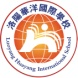 洛陽華洋國際學校
Luoyang Huayang International School